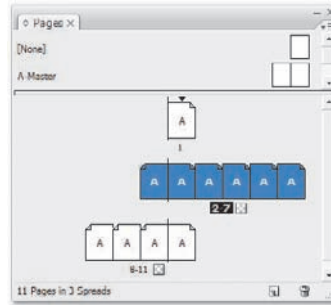 Pages ×
[None]
A-Master
A
1
A A A A A A
2-7
A A A A
8-11
11 Pages in 3 Spreads